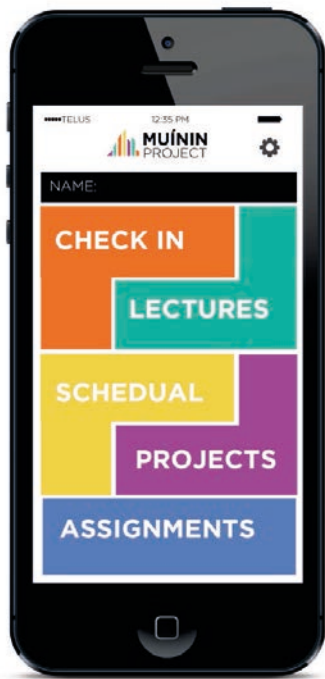 •••••TELUS 12:35 PM
MUÍNIN
PROJECT
NAME:
CHECK IN
LECTURES
SCHEDUAL
PROJECTS
ASSIGNMENTS